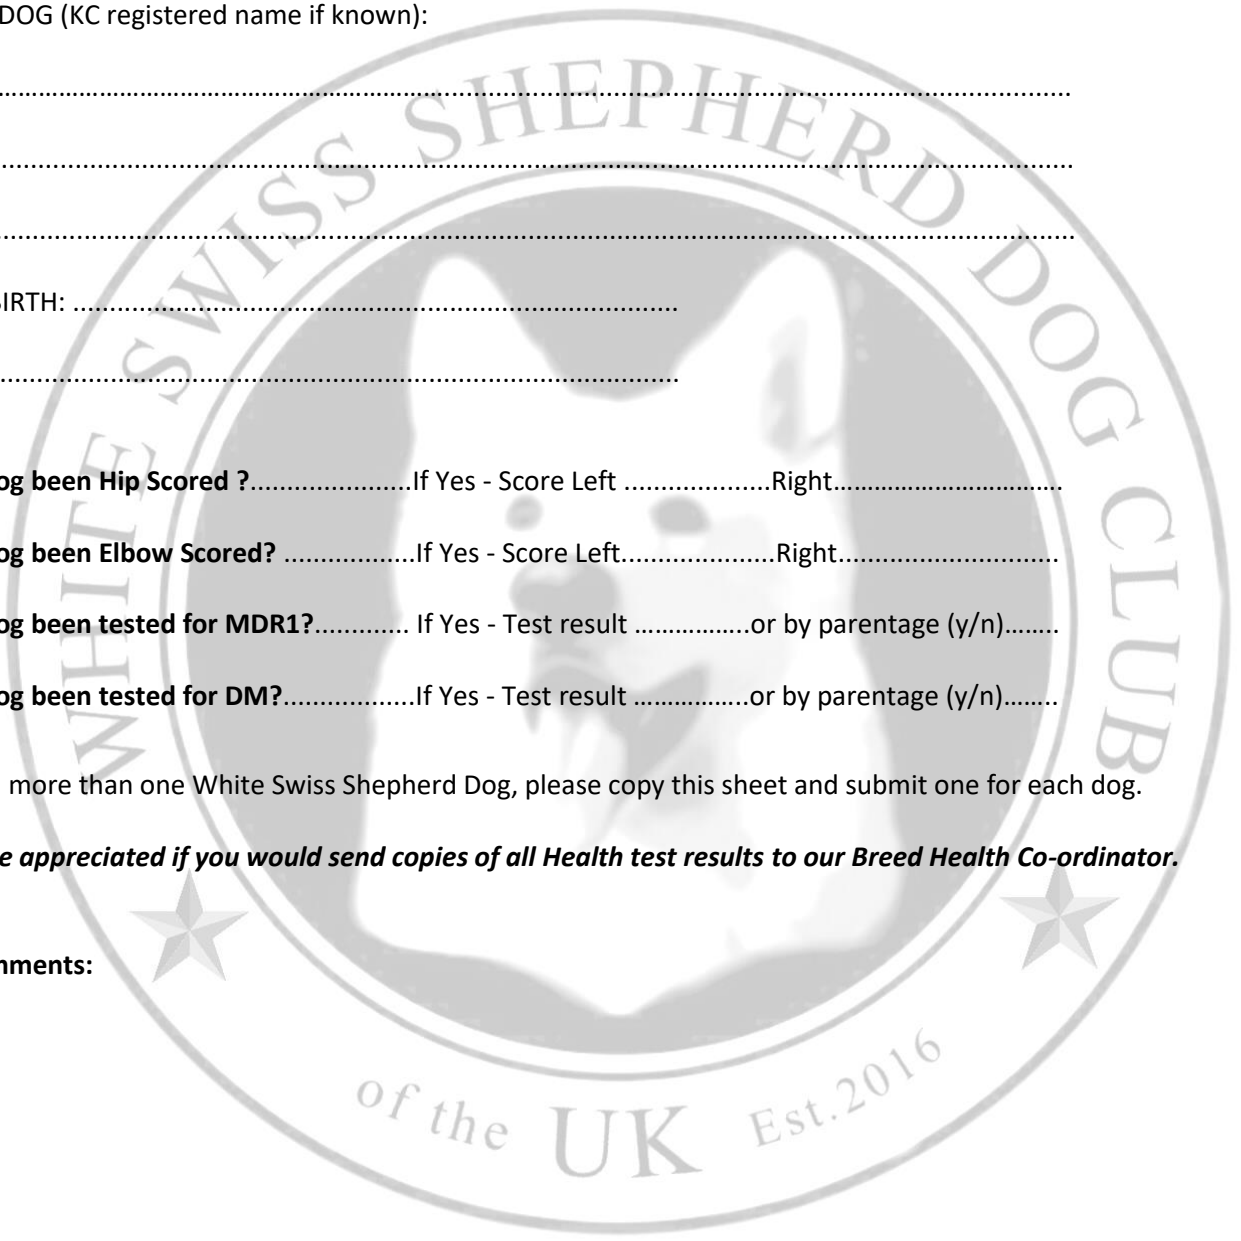 DOG (KC registered name if known):
................................................................................
................................................................................
................................................................................
IRTH: ................................................................................
................................................................................
og been Hip Scored ?......................If Yes - Score Left ....................Right................................
og been Elbow Scored? ..................If Yes - Score Left.....................Right..............................
og been tested for MDR1?............. If Yes - Test result ..................or by parentage (y/n)........
og been tested for DM?..................If Yes - Test result ..................or by parentage (y/n)........
more than one White Swiss Shepherd Dog, please copy this sheet and submit one for each dog.
e appreciated if you would send copies of all Health test results to our Breed Health Co-ordinator.
nments:
WHITE SWISS SHEPHERD DOG CLUB
of the UK Est.2016